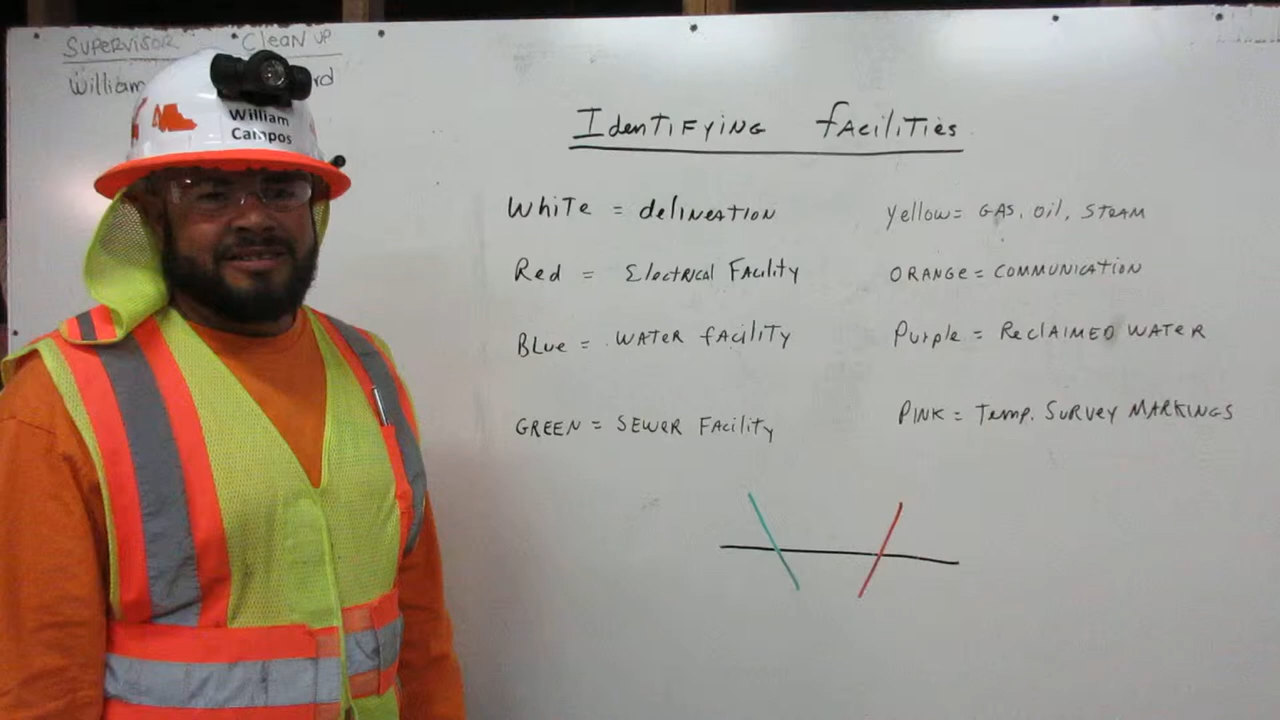 Supervisor Clean up
William rd
William
Campos
Identifying Facilities
White = delineation
Yellow = Gas, Oil, Steam
Red = Electrical Facility
Orange = Communication
Blue = Water facility
Purple = Reclaimed Water
Green = Sewer Facility
Pink = Temp. Survey Markings